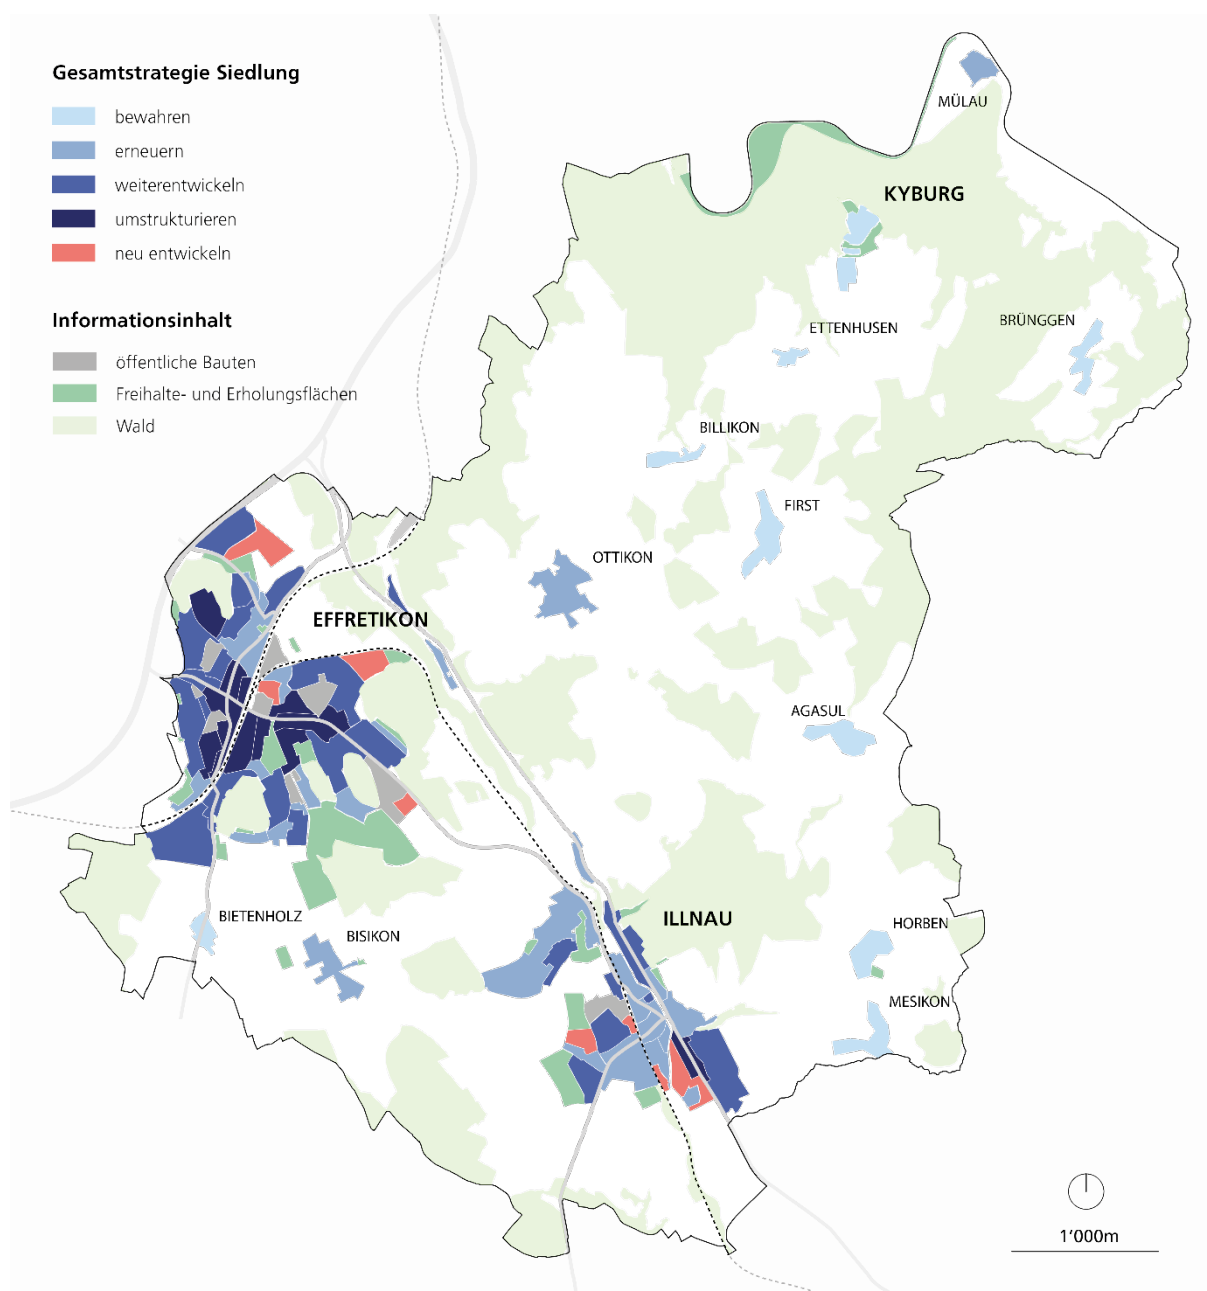 Gesamtstrategie Siedlung
bewahren
erneuern
weiterentwickeln
umstrukturieren
neu entwickeln
Informationsinhalt
öffentliche Bauten
Freihalte- und Erholungsflächen
Wald
MÜLAU
KYBURG
ETTENHUSEN
BRÜNGGEN
BILLIKON
FIRST
OTTIKON
EFFRETIKON
AGASUL
BIETENHOLZ
BISIKON
ILLNAU
HORBEN
MESIKON
1’000m